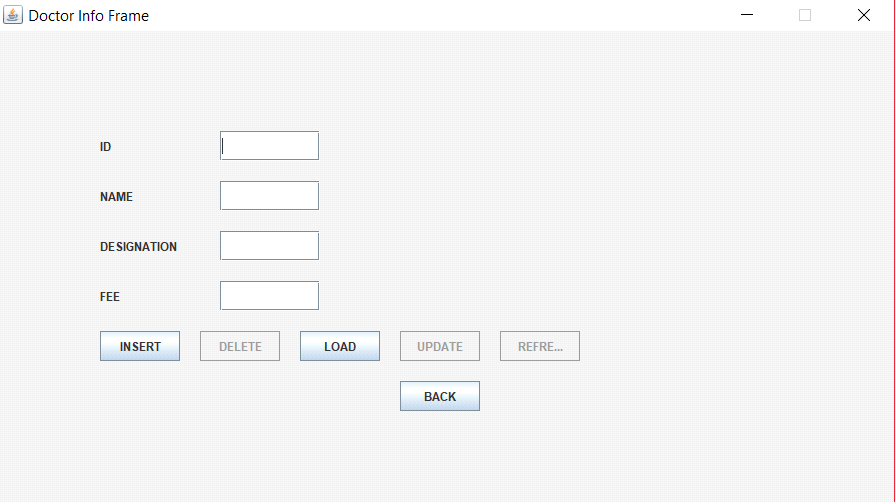 Doctor Info Frame
ID
NAME
DESIGNATION
FEE
INSERT DELETE LOAD UPDATE REFRE...
BACK